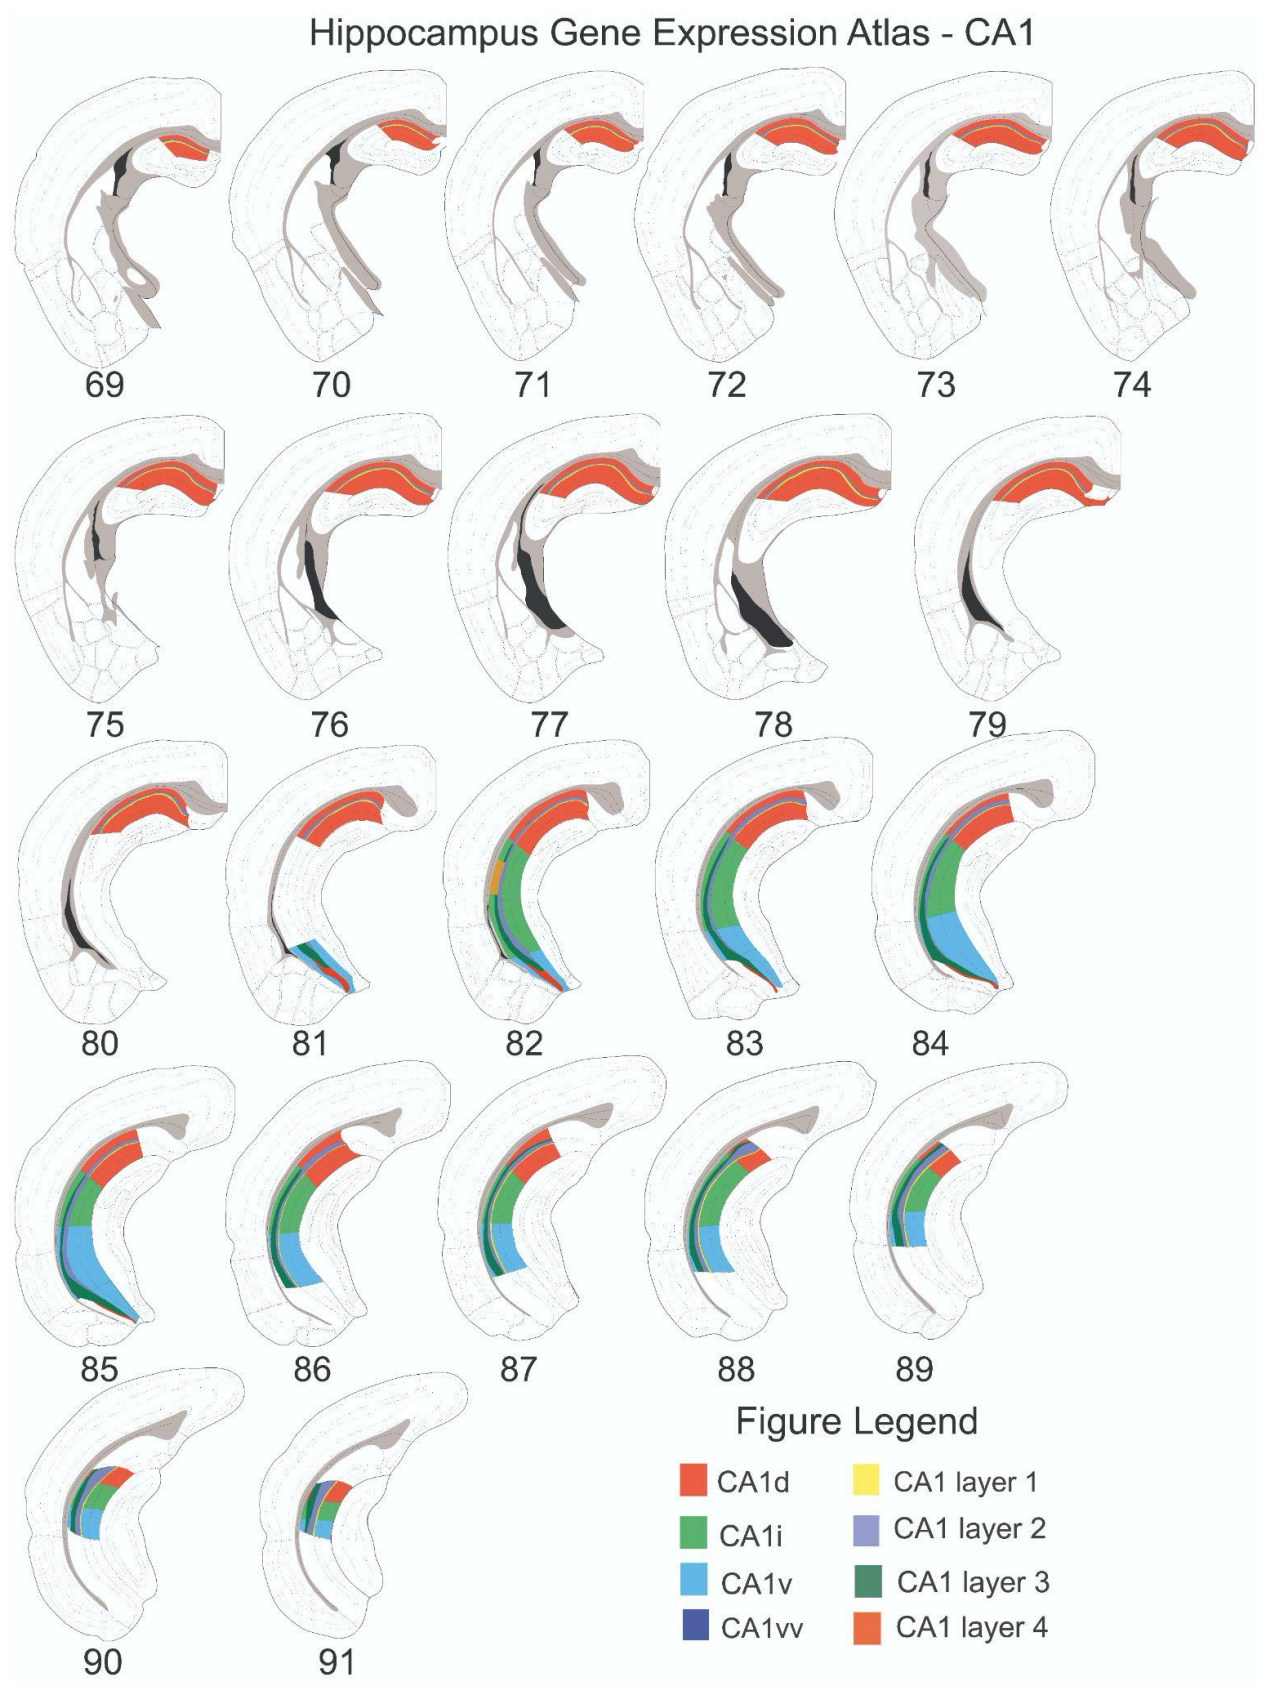 Hippocampus Gene Expression Atlas - CA1
69 70 71 72 73 74
75 76 77 78 79
80 81 82 83 84
85 86 87 88 89
Figure Legend
CA1d CA1 layer 1
CA1i CA1 layer 2
CA1v CA1 layer 3
CA1vv CA1 layer 4
90 91